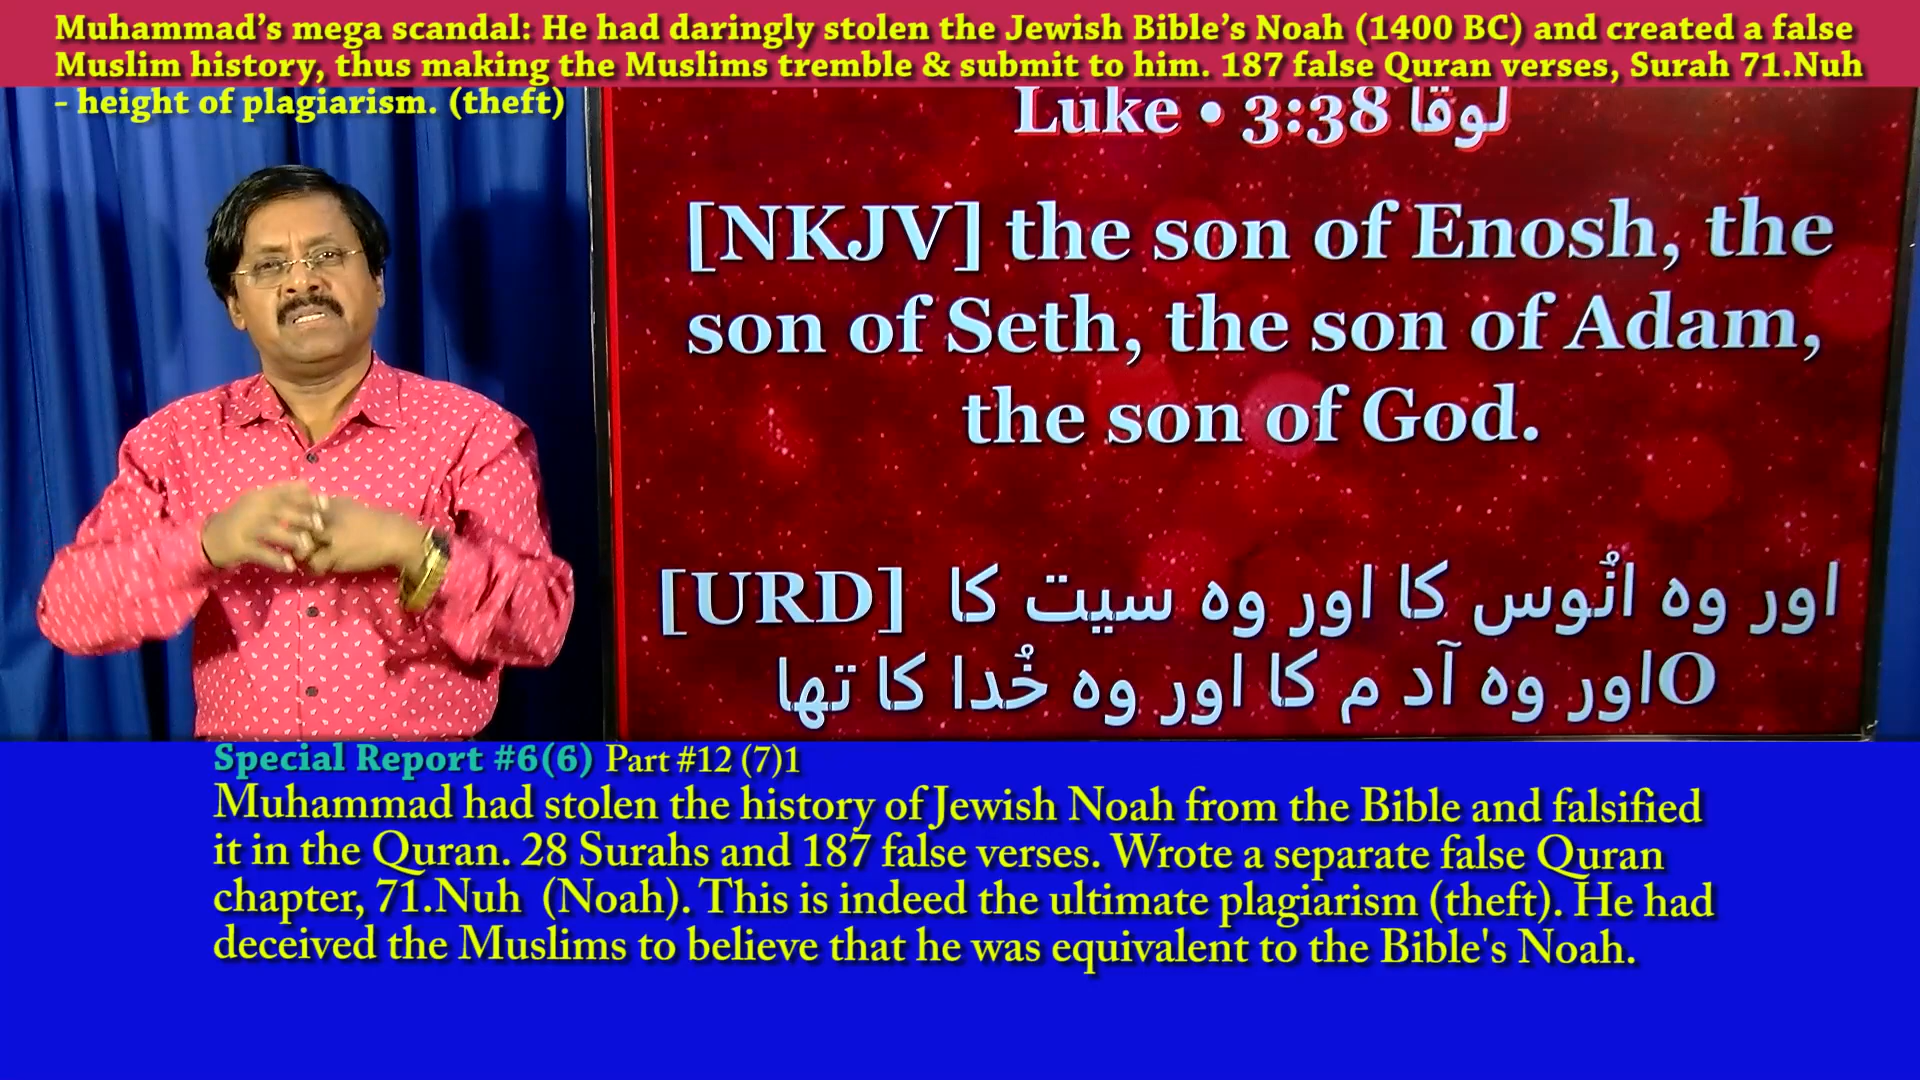 Muhammad’s mega scandal: He had daringly stolen the Jewish Bible’s Noah (1400 BC) and created a false
Muslim history, thus making the Muslims tremble & submit to him. 187 false Quran verses, Surah 71.Nuh
- height of plagiarism. (theft)
Luke • 3:38 لوقا
[NKJV] the son of Enosh, the
son of Seth, the son of Adam,
the son of God.
[URD] اور وہ انُوس کا اور وہ سیت کا
Oاور وہ آد م کا اور وہ خُدا کا تھا
Special Report #6(6) Part #12 (7)1
Muhammad had stolen the history of Jewish Noah from the Bible and falsified
it in the Quran. 28 Surahs and 187 false verses. Wrote a separate false Quran
chapter, 71.Nuh (Noah). This is indeed the ultimate plagiarism (theft). He had
deceived the Muslims to believe that he was equivalent to the Bible's Noah.